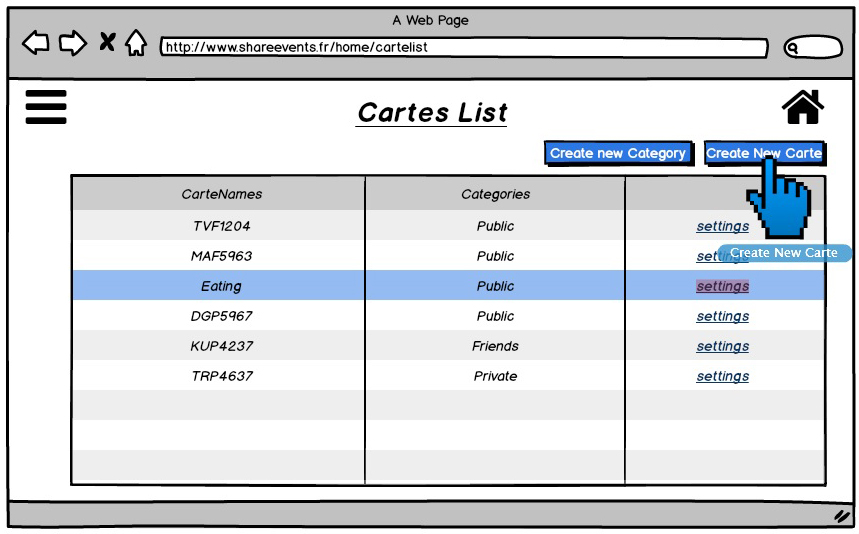 A Web Page
http://www.shareevents.fr/home/cartelist
Cartes List
Create new Category Create New Carte
CarteNames Categories
TVF1204 Public settings
MAF5963 Public
Create New Carte
Eating Public settings
DGP5967 Public settings
KUP4237 Friends settings
TRP4637 Private settings